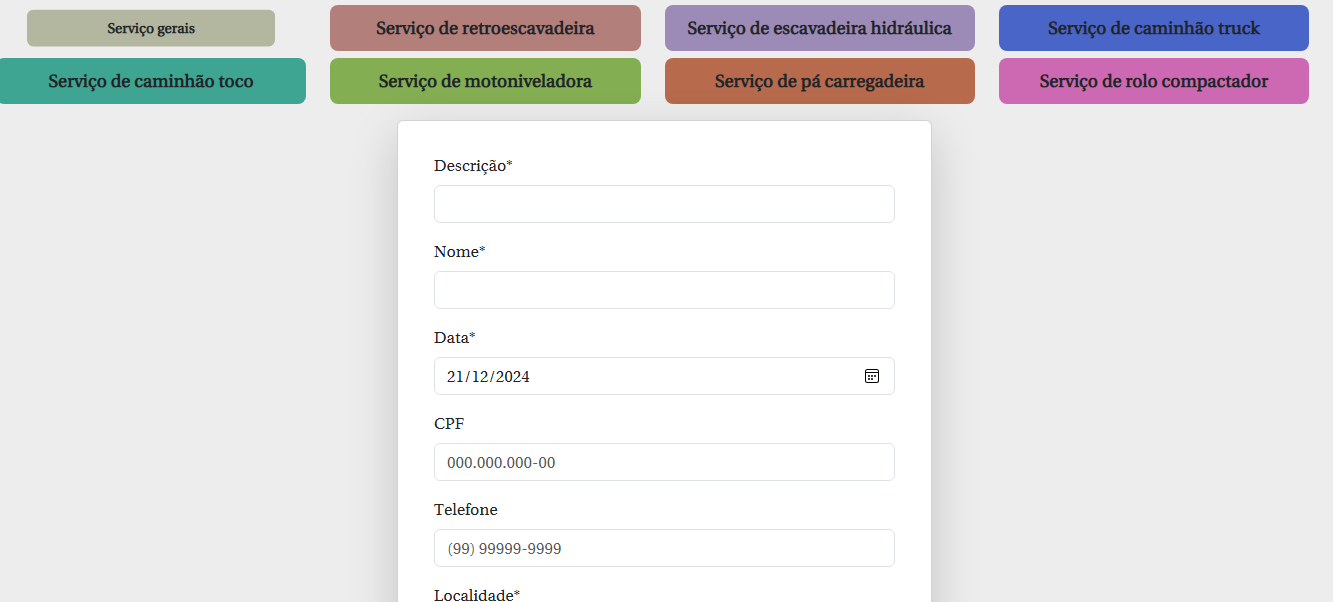 Serviço gerais
Serviço de retroescavadeira
Serviço de escavadeira hidráulica
Serviço de caminhão truck
Serviço de caminhão toco
Serviço de motoniveladora
Serviço de pá carregadeira
Serviço de rolo compactador
Descrição*
Nome*
Data*
21/12/2024
CPF
000.000.000-00
Telefone
(99) 99999-9999
Localidade*